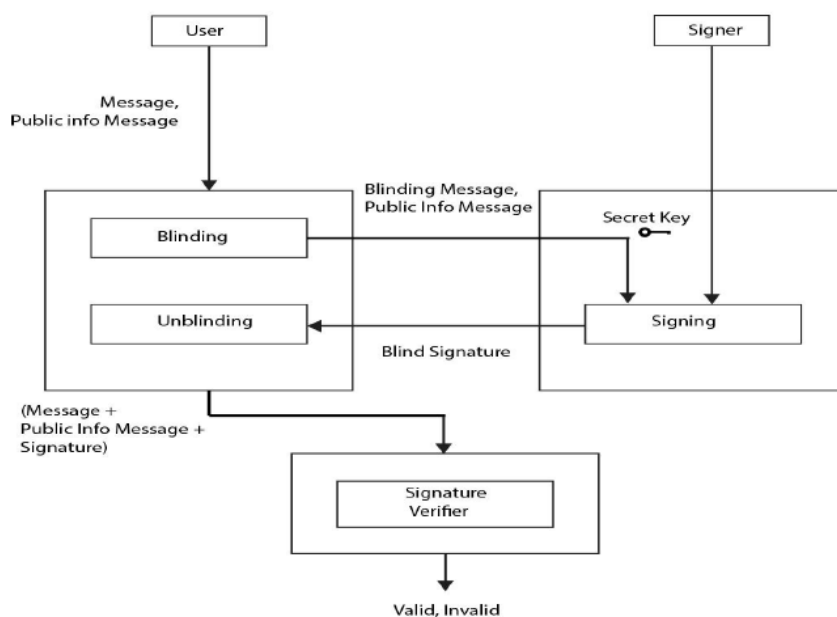 User
Signer
Message,
Public info Message
Blinding Message,
Public Info Message
Secret Key
Blinding
Unblinding
Signing
Blind Signature
(Message +
Public Info Message +
Signature)
Signature
Verifier
Valid, Invalid